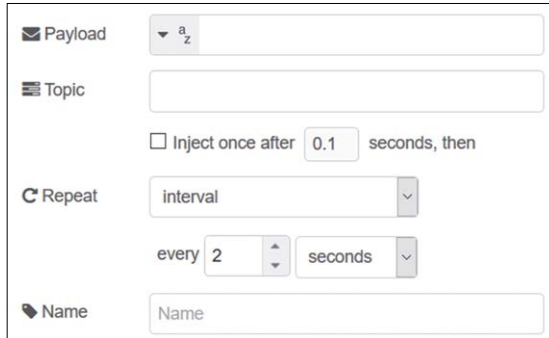 Payload a z
Topic
Inject once after 0.1 seconds, then
Repeat interval
every 2 seconds
Name Name